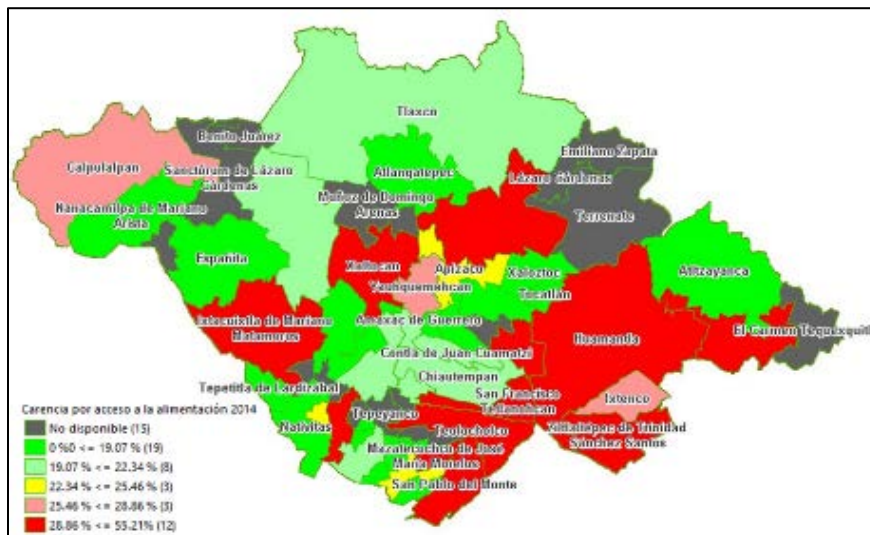 Tlaxco
Benito Juárez
Emiliano Zapata
Calpulalpan
Sanctórum de Lázaro
Cárdenas
Atlangatepec
Lázaro Cárdenas
Muñoz de Domingo
Arenas
Nanacamilpa de Mariano
Arista
Terrenate
Españita
Apizaco
Xaloztoc
Atltzayanca
Xaltocan
Yauhquemehcan
Tocatlán
Ixtacuixtla de Mariano
Matamoros
Amaxac de Guerrero
Huamantla
El Carmen Tequexquitla
Contla de Juan Cuamatzi
Chiautempan
Tepetitla de Lardizabal
San Francisco
Tetlanohcan
Ixtenco
Carencia por acceso a la alimentación 2014
Nativitas
Tepeyanco
Teolocholco
Ziltlaltépec de Trinidad
Sánchez Santos
No disponible (15)
0 %0 <= 19.07 % (19)
Mazatecochco de José
María Morelos
19.07 % <= 22.34 % (8)
22.34 % <= 25.46 % (3)
San Pablo del Monte
25.46 % <= 28.86 % (3)
28.86 % <= 55.21% (12)